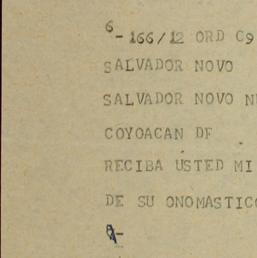 6- 166/12 ORD C9
SALVADOR NOVO
SALVADOR NOVO
COYOACAN DF
RECIBA USTED MI
DE SU ONOMASTICO